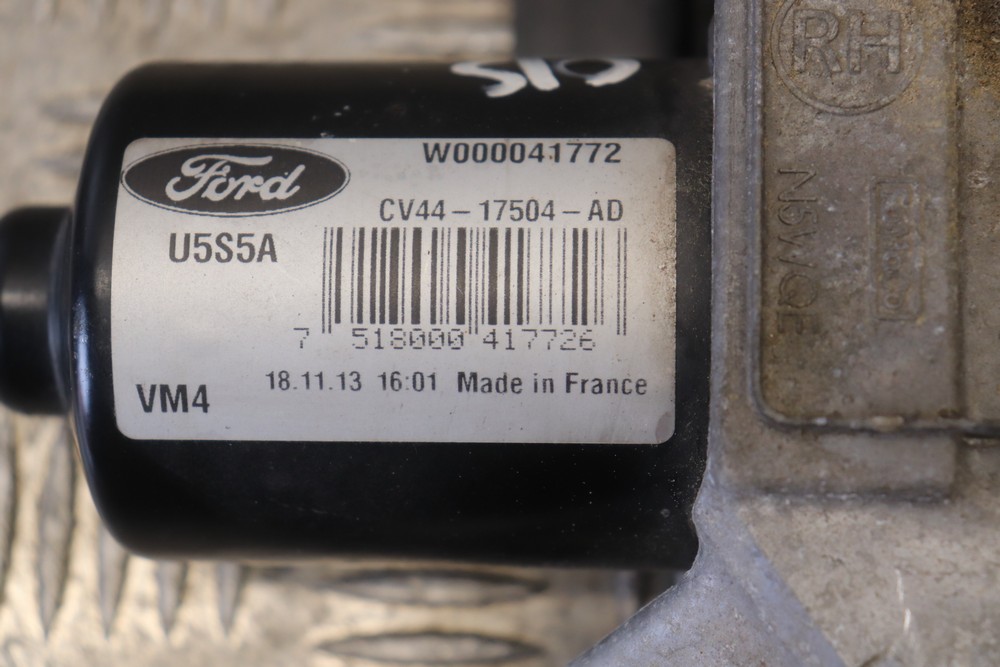 S19
RH
W000041772
Ford
CV44-17504-AD
U5S5A
7 518000 417726
18.11.13 16:01 Made in France
VM4